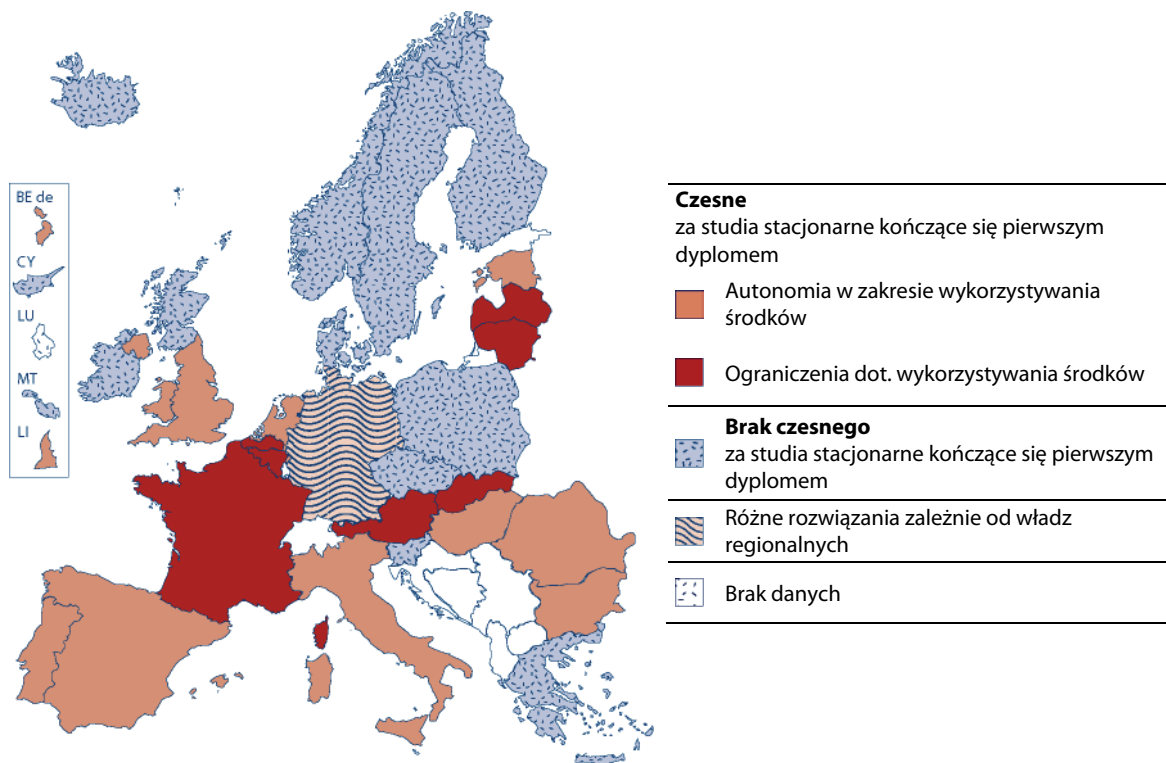 BE de
CY
LU
MT
LI
Czesne
za studia stacjonarne kończące się pierwszym
dyplomem
Autonomia w zakresie wykorzystywania
środków
Ograniczenia dot. wykorzystywania środków
Brak czesnego
za studia stacjonarne kończące się pierwszym
dyplomem
Różne rozwiązania zależnie od władz
regionalnych
Brak danych